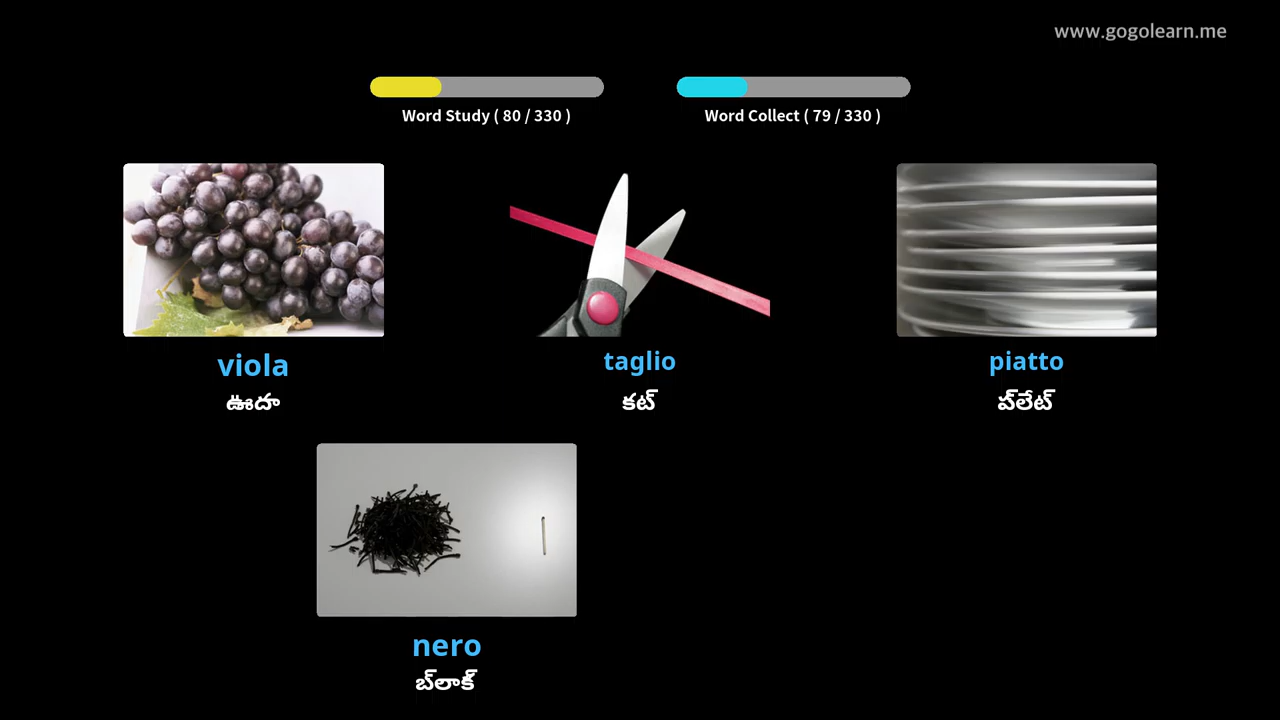 www.gogolearn.me
Word Study ( 80 / 330 )
Word Collect ( 79 / 330 )
viola
taglio
piatto
ఊదా
కట్
ప్‌లేట్
nero
బ్‌లాక్